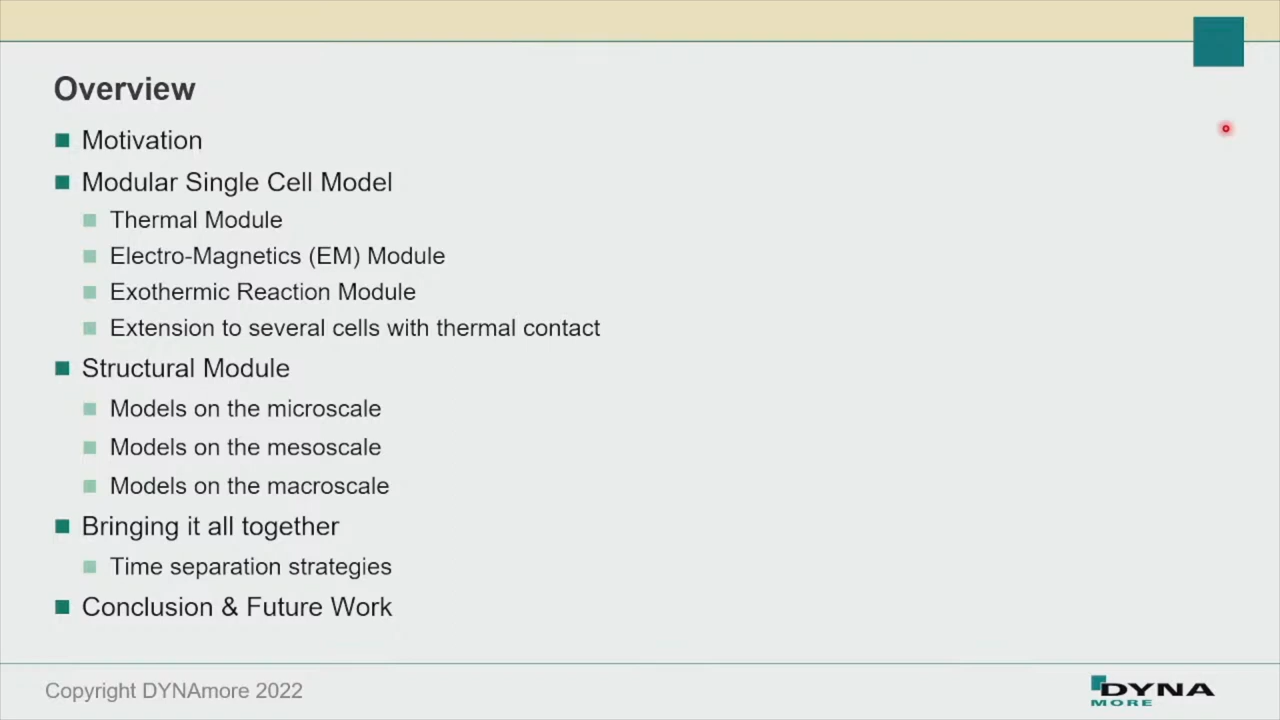 Overview
Motivation
Modular Single Cell Model
Thermal Module
Electro-Magnetics (EM) Module
Exothermic Reaction Module
Extension to several cells with thermal contact
Structural Module
Models on the microscale
Models on the mesoscale
Models on the macroscale
Bringing it all together
Time separation strategies
Conclusion & Future Work
Copyright DYNAmore 2022
DYNA
MORE